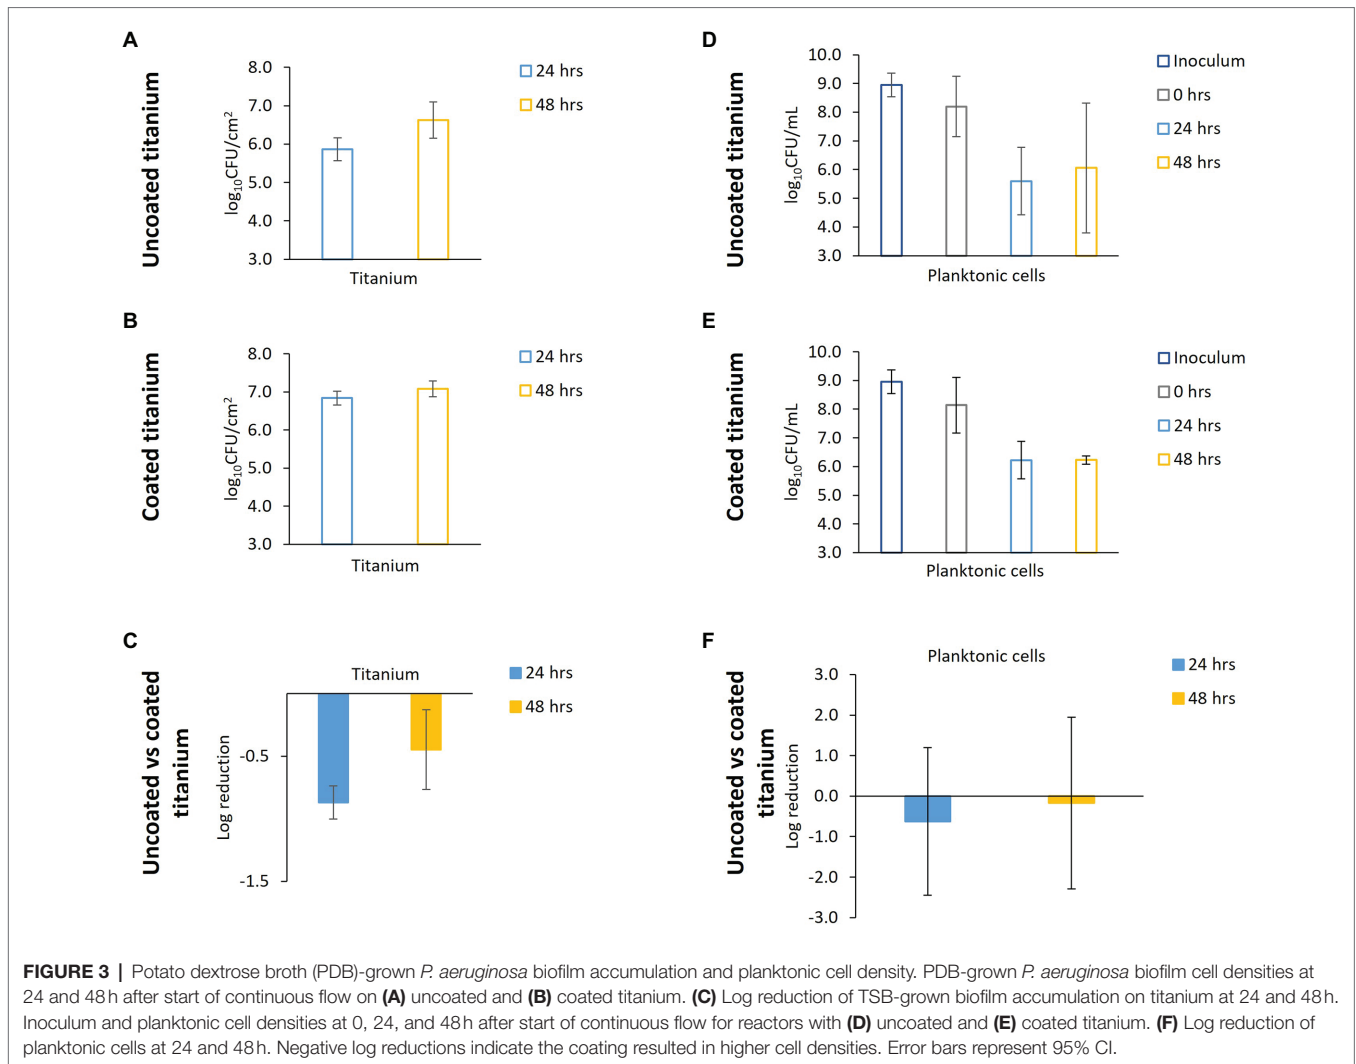 A
Uncoated titanium
log10CFU/cm2
8.0
7.0
6.0
5.0
4.0
3.0
Titanium
24 hrs
48 hrs
D
Uncoated titanium
log10CFU/mL
10.0
9.0
8.0
7.0
6.0
5.0
4.0
3.0
Planktonic cells
Inoculum
0 hrs
24 hrs
48 hrs
B
Coated titanium
log10CFU/cm2
8.0
7.0
6.0
5.0
4.0
3.0
Titanium
24 hrs
48 hrs
E
Coated titanium
log10CFU/mL
10.0
9.0
8.0
7.0
6.0
5.0
4.0
3.0
Planktonic cells
Inoculum
0 hrs
24 hrs
48 hrs
C
Uncoated vs coated
titanium
Log reduction
Titanium
-0.5
-1.5
24 hrs
48 hrs
F
Uncoated vs coated
titanium
Log reduction
Planktonic cells
3.0
2.0
1.0
0.0
-1.0
-2.0
-3.0
24 hrs
48 hrs
FIGURE 3 | Potato dextrose broth (PDB)-grown P. aeruginosa biofilm accumulation and planktonic cell density. PDB-grown P. aeruginosa biofilm cell densities at
24 and 48 h after start of continuous flow on (A) uncoated and (B) coated titanium. (C) Log reduction of TSB-grown biofilm accumulation on titanium at 24 and 48 h.
Inoculum and planktonic cell densities at 0, 24, and 48 h after start of continuous flow for reactors with (D) uncoated and (E) coated titanium. (F) Log reduction of
planktonic cells at 24 and 48 h. Negative log reductions indicate the coating resulted in higher cell densities. Error bars represent 95% CI.